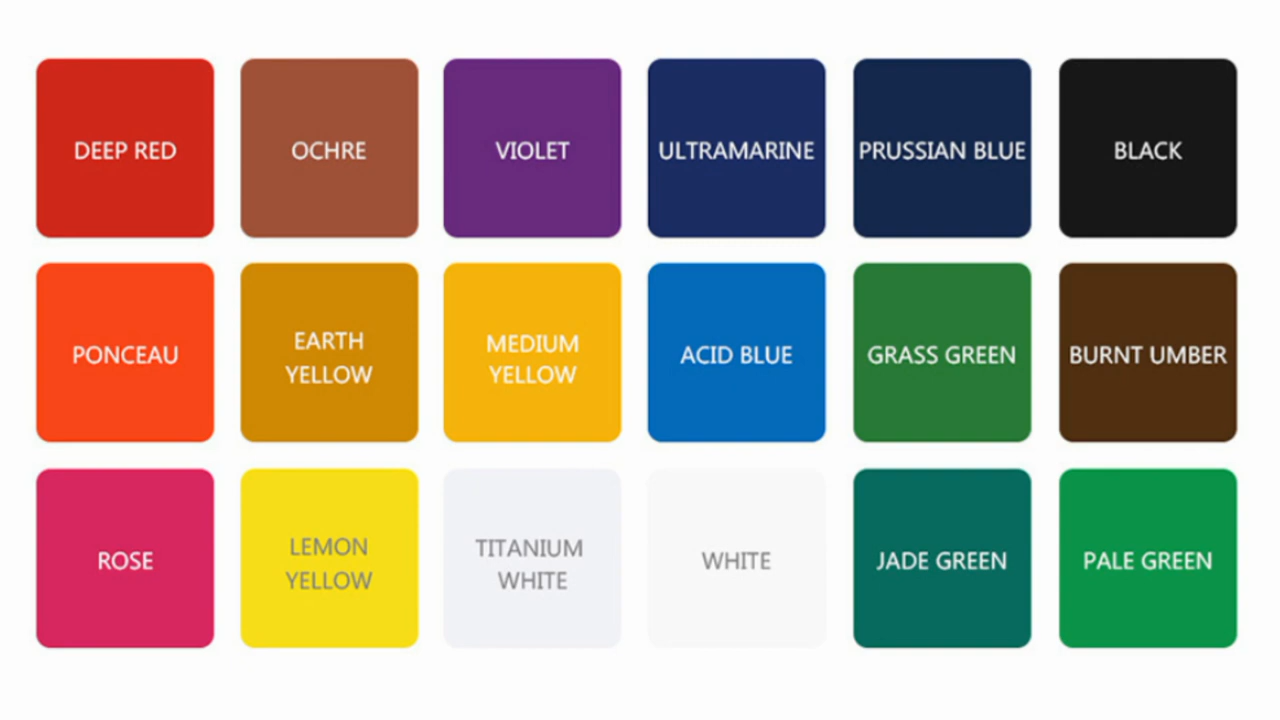 DEEP RED
OCHRE
VIOLET
ULTRAMARINE
PRUSSIAN BLUE
BLACK
PONCEAU
EARTH
YELLOW
MEDIUM
YELLOW
ACID BLUE
GRASS GREEN
BURNT UMBER
ROSE
LEMON
YELLOW
TITANIUM
WHITE
WHITE
JADE GREEN
PALE GREEN